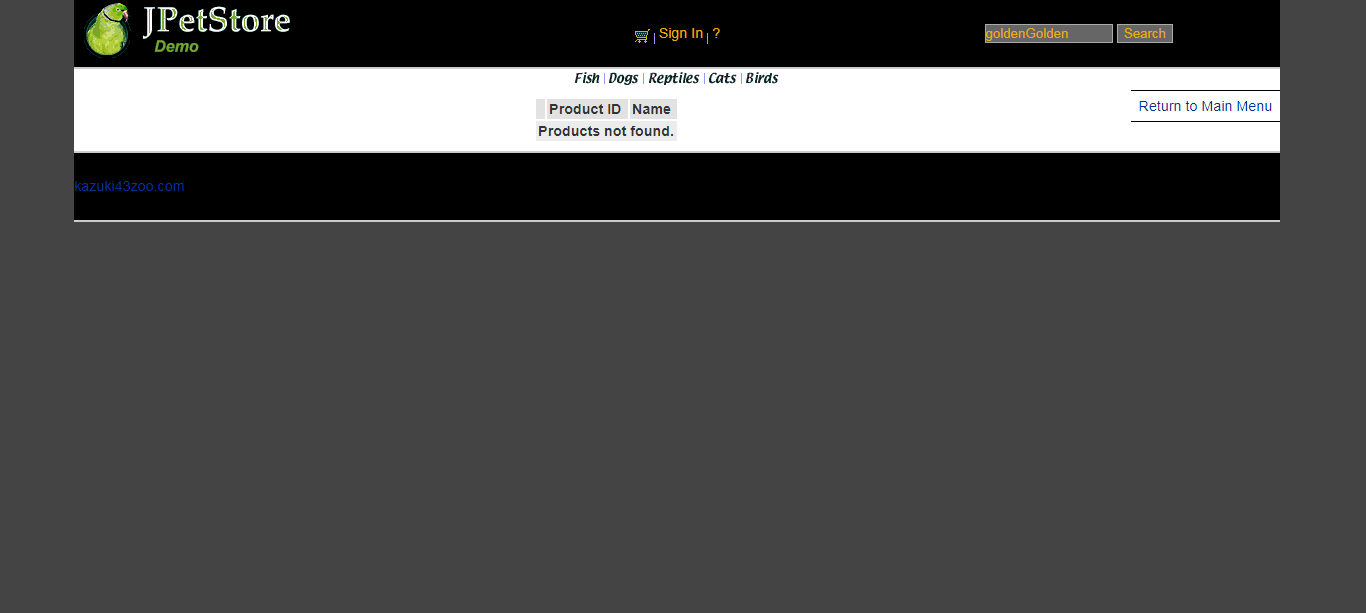 JPetStore
Demo
Sign In | ?
goldenGolden Search
Fish | Dogs | Reptiles | Cats | Birds
Return to Main Menu
Product ID Name
Products not found.
kazuki43zoo.com